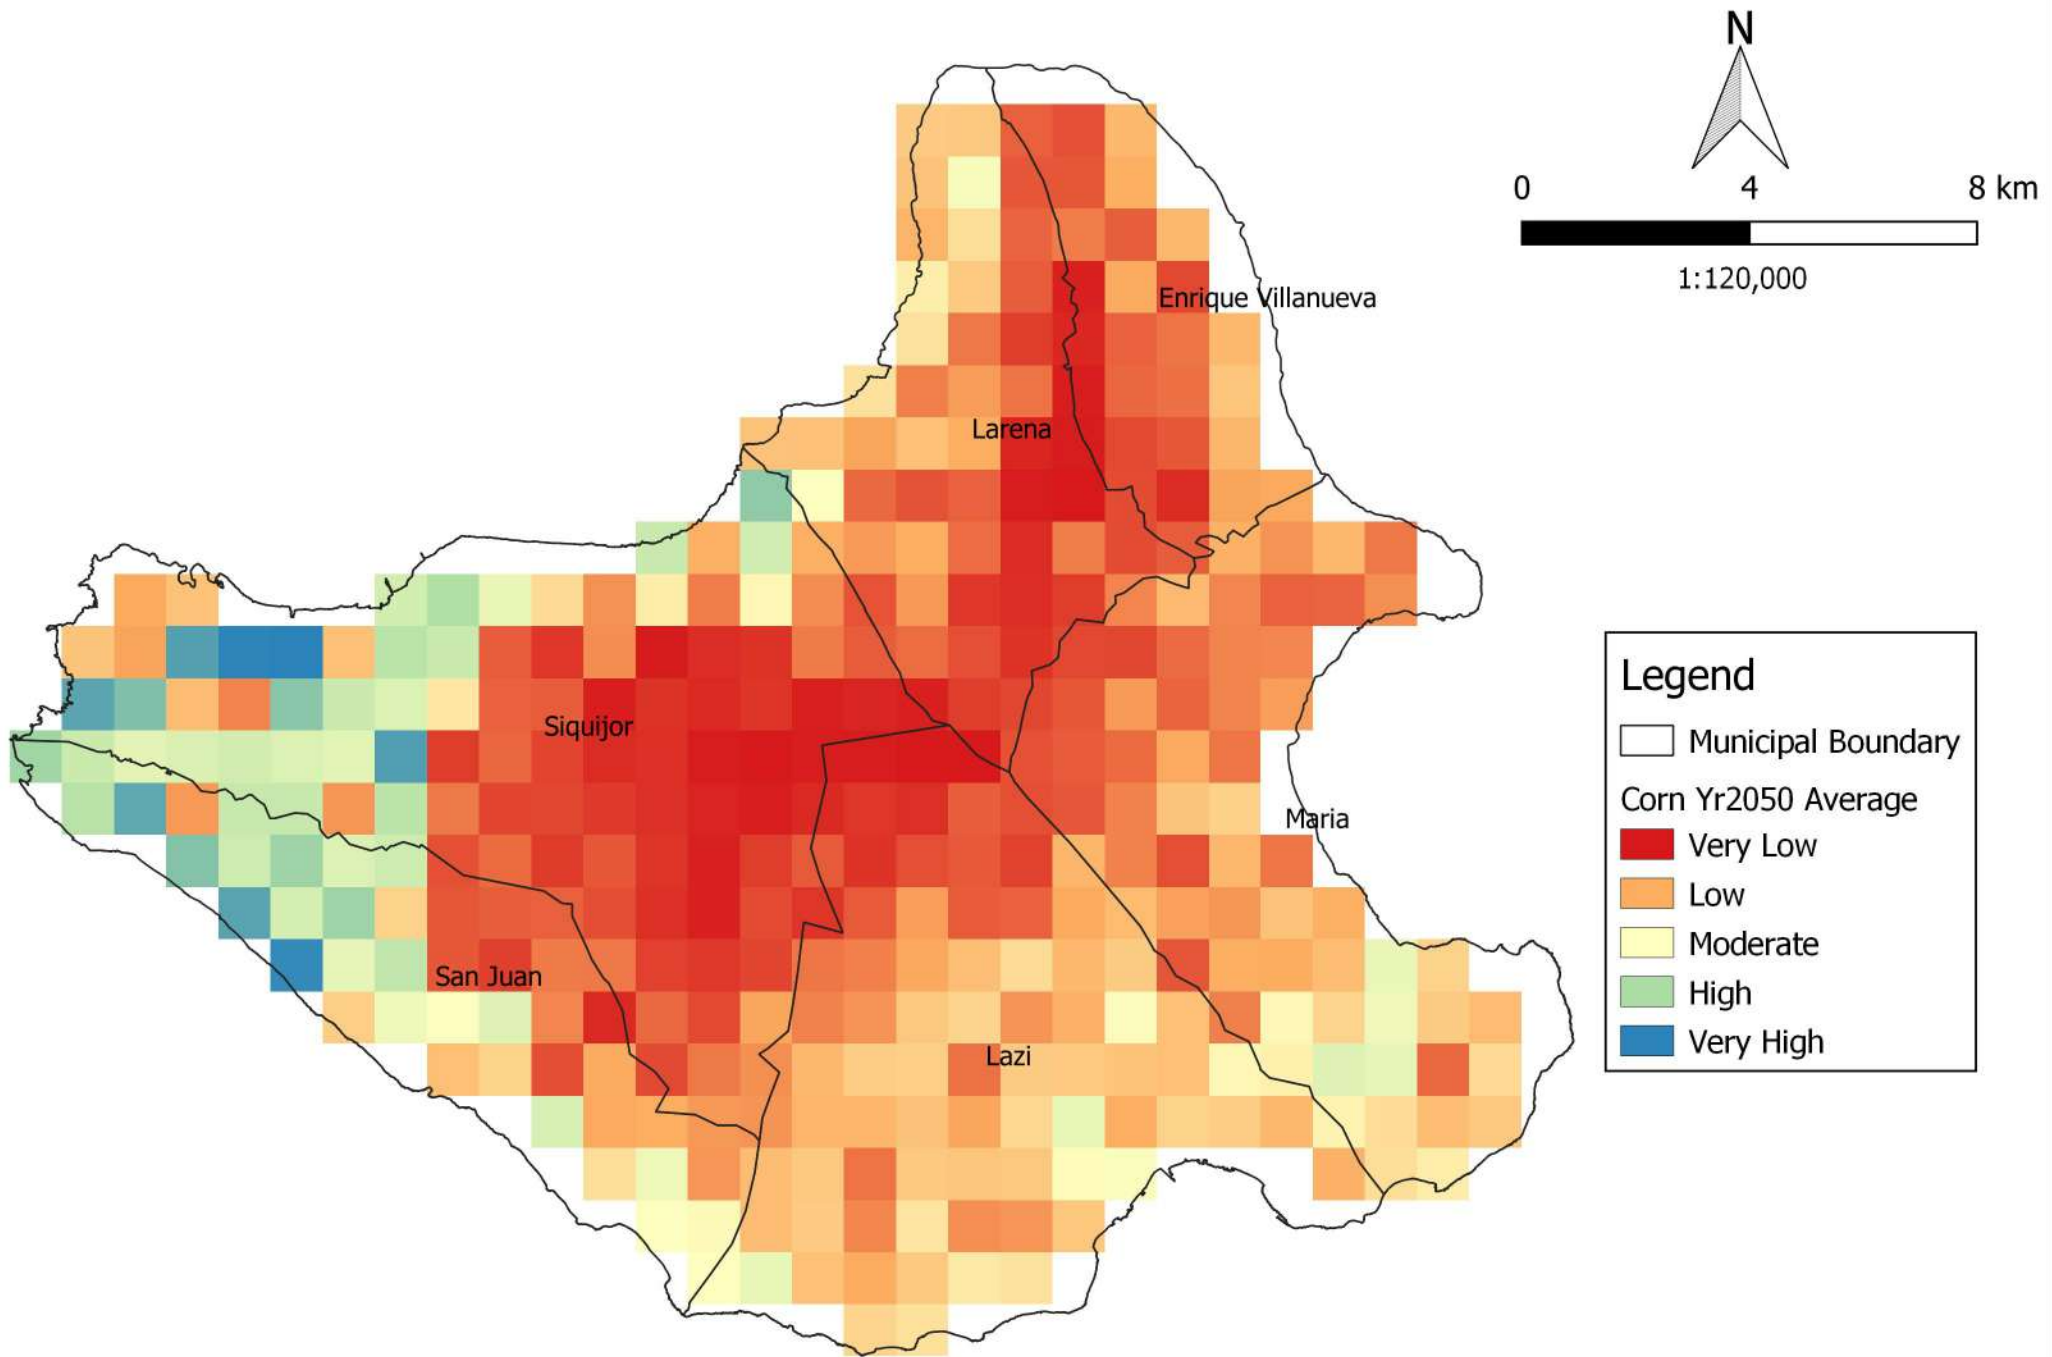 N
0 4 8 km
1:120,000
Enrique Villanueva
Larena
Siquijor
Maria
San Juan
Lazi
Legend
Municipal Boundary
Corn Yr2050 Average
Very Low
Low
Moderate
High
Very High